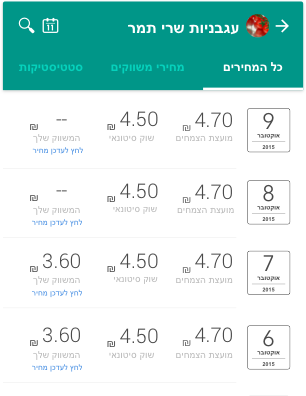 עגבניות שרי תמר
11
כל המחירים
מחירי משווקים
סטטיסטיקות
9
אוקטובר
2015
4.70 ₪
מועצת הצמחים
4.50 ₪
שוק סיטונאי
-- ₪
המשווק שלך
לחץ לעדכן מחיר
8
אוקטובר
2015
4.70 ₪
מועצת הצמחים
4.50 ₪
שוק סיטונאי
-- ₪
המשווק שלך
לחץ לעדכן מחיר
7
אוקטובר
2015
4.70 ₪
מועצת הצמחים
4.50 ₪
שוק סיטונאי
3.60 ₪
המשווק שלך
לחץ לעדכן מחיר
6
אוקטובר
2015
4.70 ₪
מועצת הצמחים
4.50 ₪
שוק סיטונאי
3.60 ₪
המשווק שלך
לחץ לעדכן מחיר